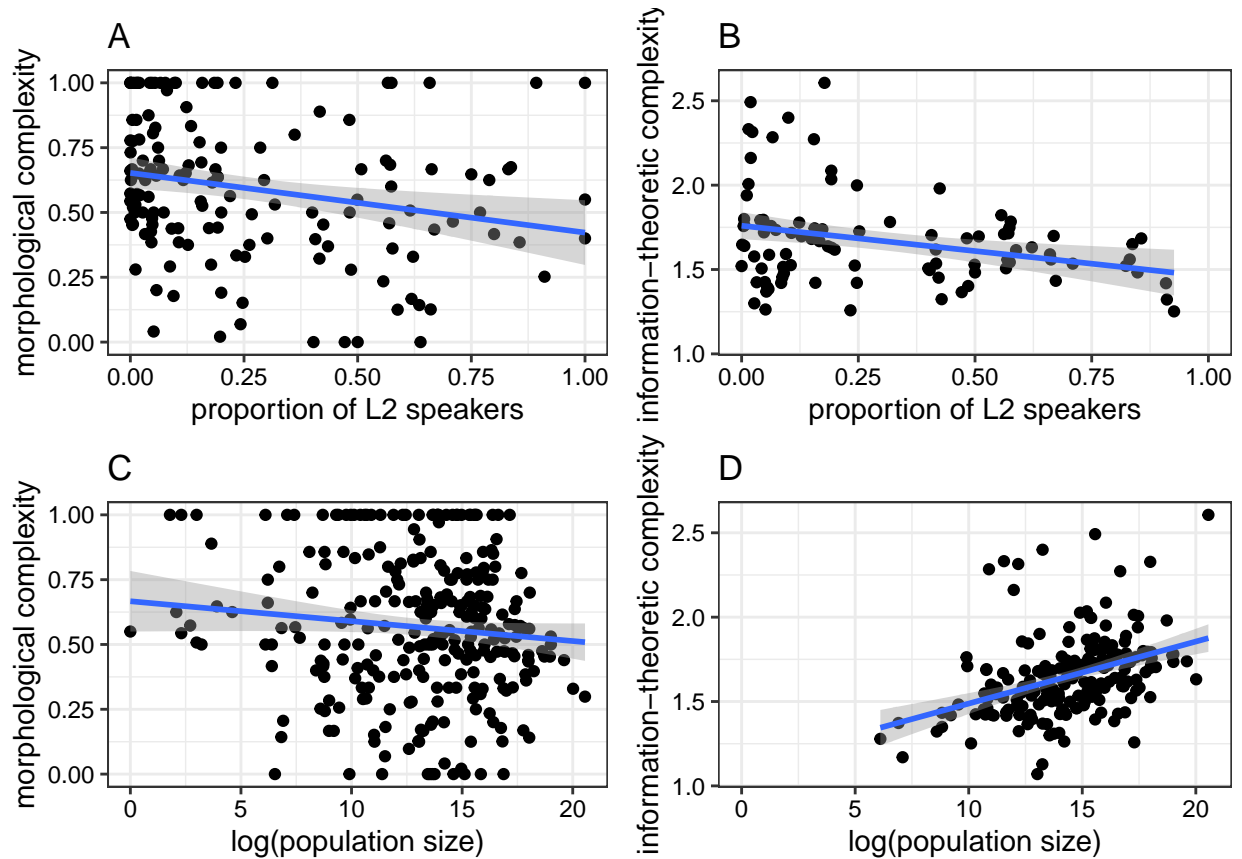 A
morphological complexity
1.00
0.75
0.50
0.25
0.00
0.00 0.25 0.50 0.75 1.00
proportion of L2 speakers
B
information−theoretic complexity
2.5
2.0
1.5
1.0
0.00 0.25 0.50 0.75 1.00
proportion of L2 speakers
C
morphological complexity
1.00
0.75
0.50
0.25
0.00
0 5 10 15 20
log(population size)
D
information−theoretic complexity
2.5
2.0
1.5
1.0
0 5 10 15 20
log(population size)